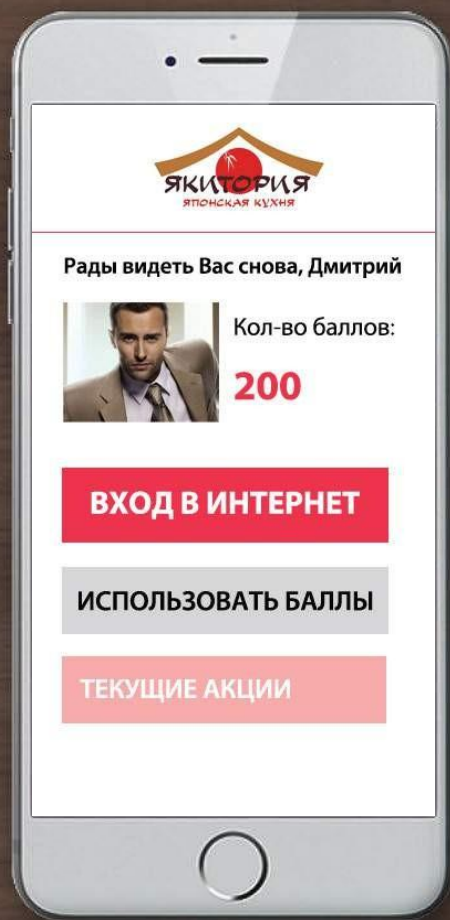 ЯКИТОРИЯ
ЯПОНСКАЯ КУХНЯ
Рады видеть Вас снова, Дмитрий
Кол-во баллов:
200
ВХОД В ИНТЕРНЕТ
ИСПОЛЬЗОВАТЬ БАЛЛЫ
ТЕКУЩИЕ АКЦИИ